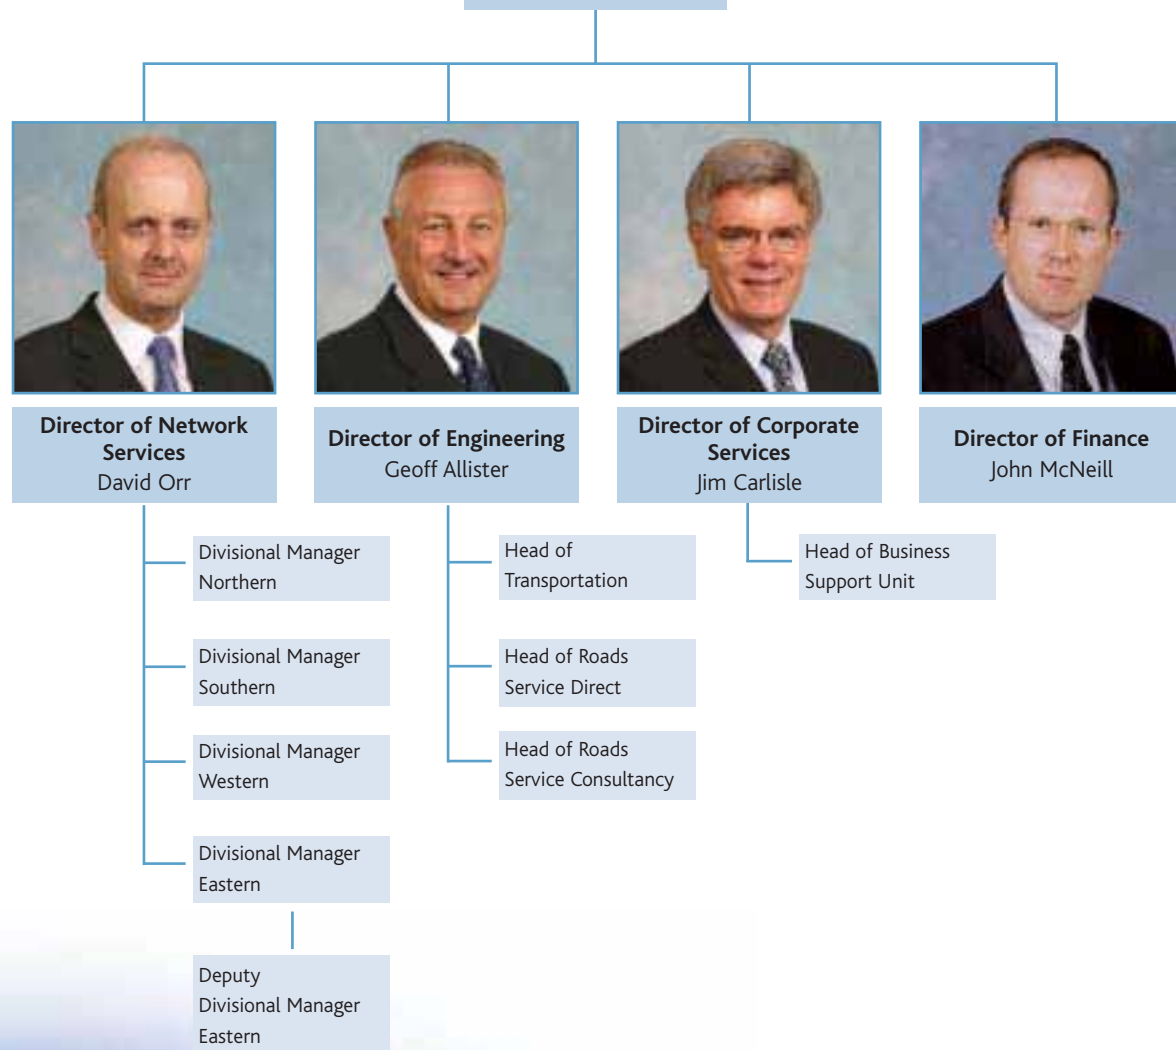 Director of Network
Services
David Orr
Director of Engineering
Geoff Allister
Director of Corporate
Services
Jim Carlisle
Director of Finance
John McNeill
Divisional Manager
Northern
Divisional Manager
Southern
Divisional Manager
Western
Divisional Manager
Eastern
Deputy
Divisional Manager
Eastern
Head of
Transportation
Head of Roads
Service Direct
Head of Roads
Service Consultancy
Head of Business
Support Unit